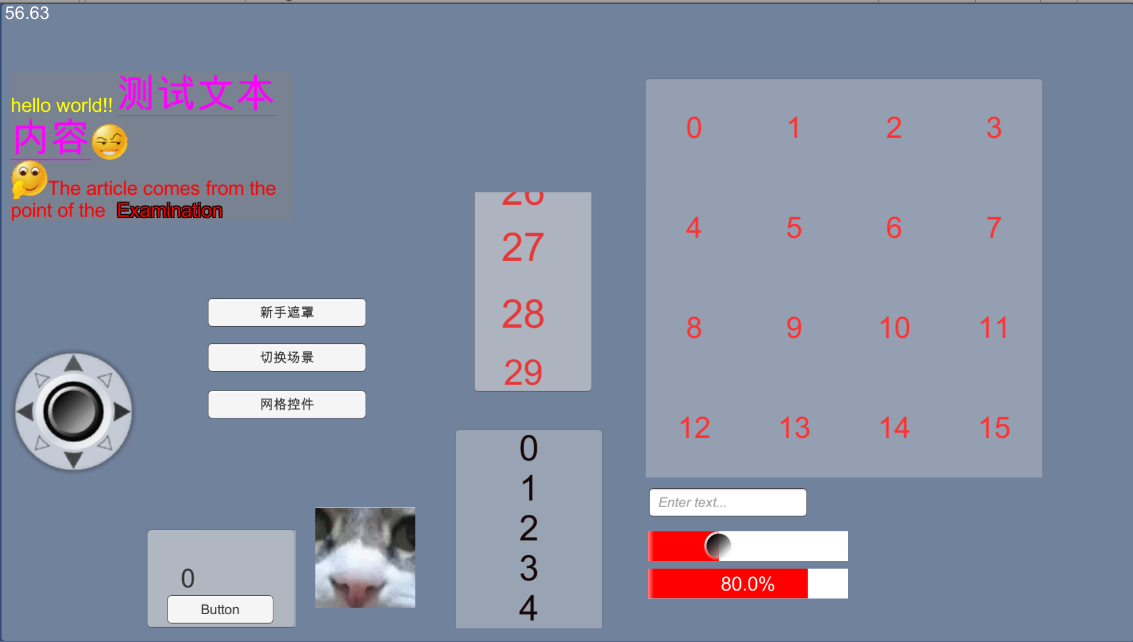 56.63
hello world!! 测试文本
内容
The article comes from the
point of the Examination
新手遮罩
切换场景
网格控件
0
Button
26
27
28
29
0
1
2
3
4
0 1 2 3
4 5 6 7
8 9 10 11
12 13 14 15
Enter text...
80.0%